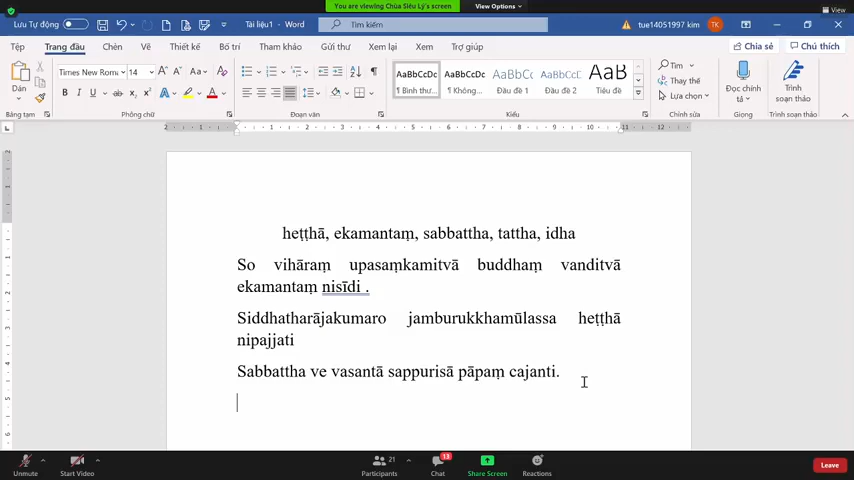 You are viewing Chùa Siêu Lý's screen
View Options
View
Lưu Tự động
Tài liệu1 - Word
Tìm kiếm
tue14051997 kim
TK
Tệp
Trang đầu
Chèn
Vẽ
Thiết kế
Bố trí
Tham khảo
Gửi thư
Xem lại
Xem
Trợ giúp
Chia sẻ
Chú thích
Dán
Times New Roma
14
AaBbCcDc
AaBbCcDc
AaBbCc
AaBbCcD
AaB
¶ Bình thư...
¶ Không...
Đầu đề 1
Đầu đề 2
Tiêu đề
Tìm
Thay thế
Lựa chọn
Đọc chính tả
Trình soạn thảo
Bảng tạm
Phông chữ
Đoạn văn
Kiểu
Chỉnh sửa
Giọng
Trình soạn thảo
heṭṭhā, ekamantaṃ, sabbattha, tattha, idha
So vihāraṃ upasaṃkamitvā buddhaṃ vanditvā
ekamantaṃ nisīdi .
Siddhatharājakumaro jamburukkhamūlassa heṭṭhā
nipajjati
Sabbattha ve vasantā sappurisā pāpaṃ cajanti.
Unmute
Start Video
21
Participants
13
Chat
Share Screen
Reactions
Leave